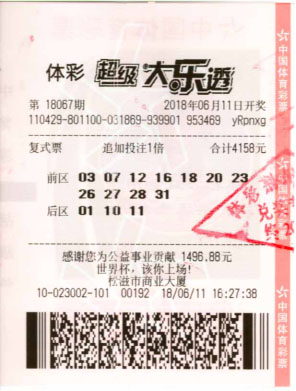 体彩 超级大乐透
第 18067期 2018年06月11日开奖
110429-801100-031869-939901 953469 yRpnxg
复式票 追加投注1倍 合计4158元
前区 03 07 12 16 18 20 23
26 27 28 31
后区 01 10 11
感谢您为公益事业贡献 1496.88元
世界杯，该你上场！
松滋市商业大厦
10-023002-101 00192 18/06/11 16:27:38
中国体育彩票
中国体育彩票